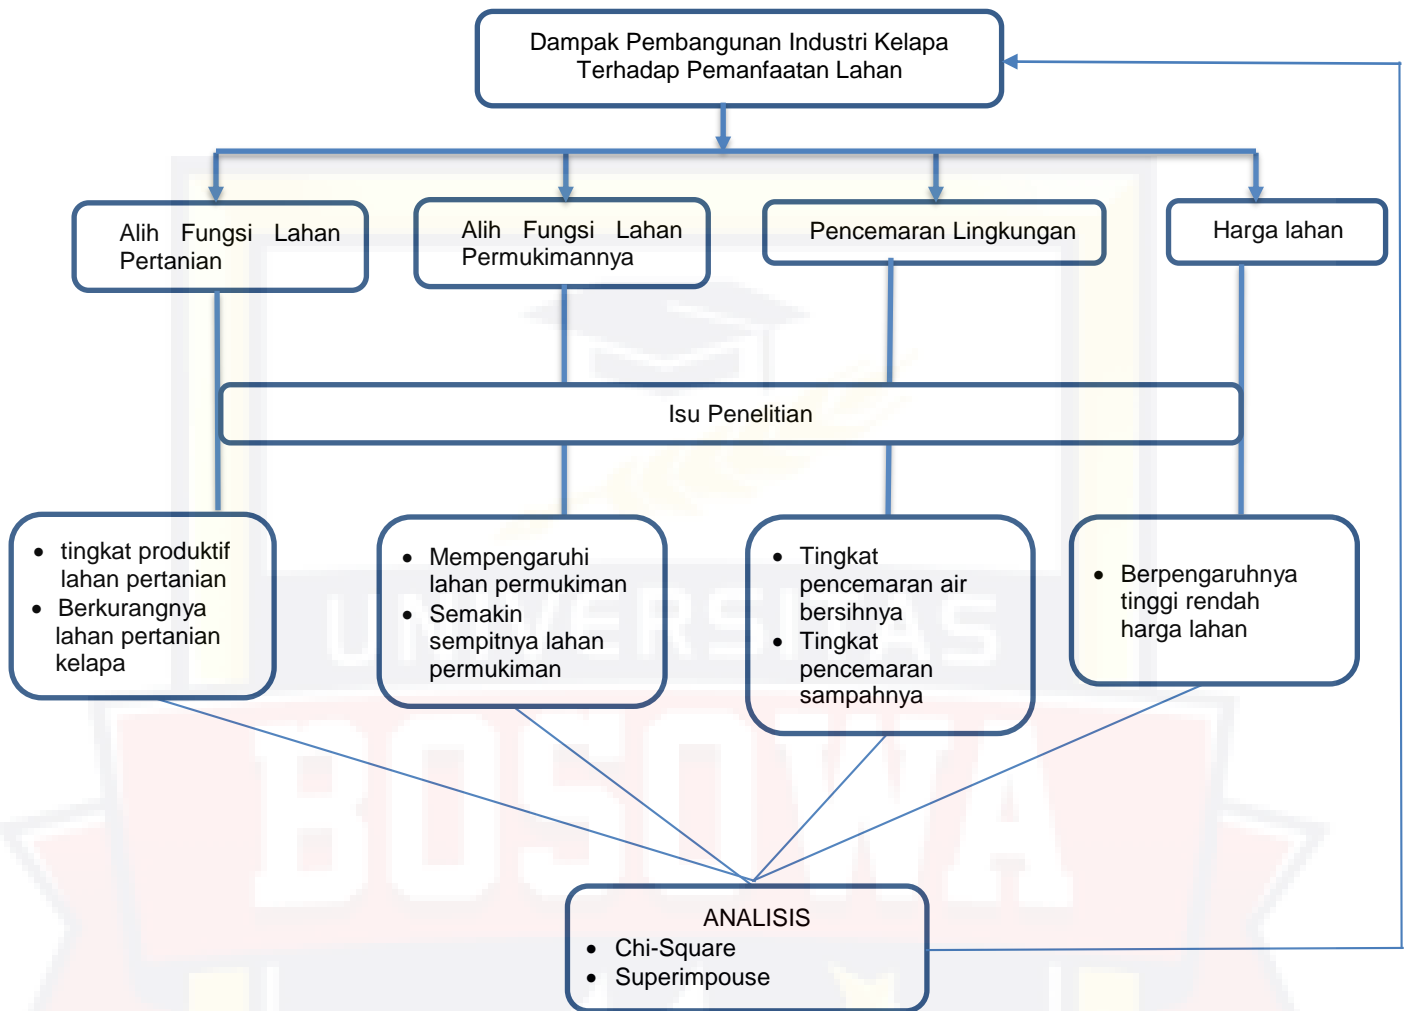 Dampak Pembangunan Industri Kelapa
Terhadap Pemanfaatan Lahan
Alih Fungsi Lahan
Pertanian
Alih Fungsi Lahan
Permukimannya
Pencemaran Lingkungan
Harga lahan
Isu Penelitian
• tingkat produktif
lahan pertanian
• Berkurangnya
lahan pertanian
kelapa
• Mempengaruhi
lahan permukiman
• Semakin
sempitnya lahan
permukiman
• Tingkat
pencemaran air
bersihnya
• Tingkat
pencemaran
sampahnya
• Berpengaruhnya
tinggi rendah
harga lahan
UNIVERSITAS
BOSOWA
ANALISIS
• Chi-Square
• Superimpouse